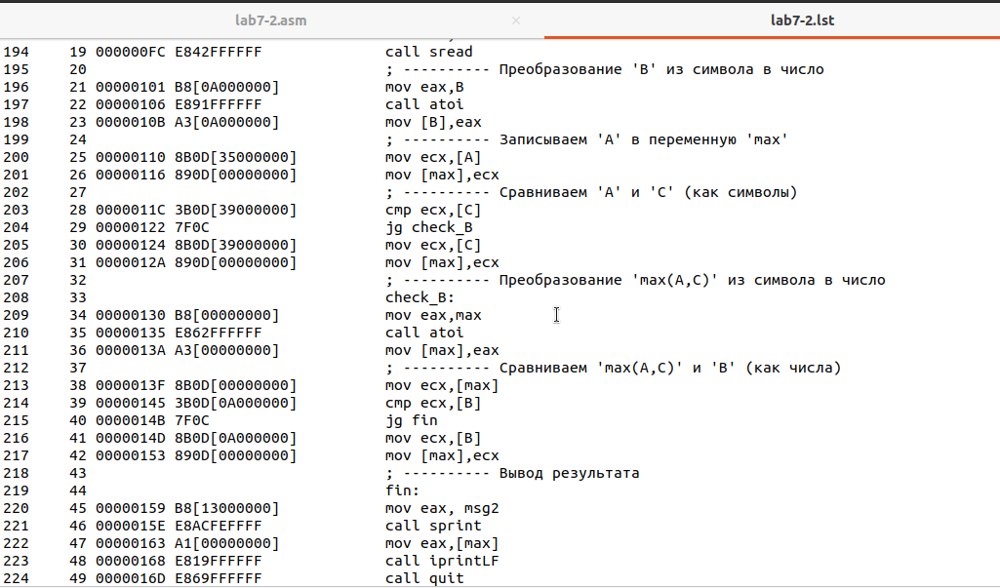 lab7-2.asm × lab7-2.lst
194 19 000000FC E842FFFFFF call sread
195 20 ; ---------- Преобразование 'B' из символа в число
196 21 00000101 B8[0A000000] mov eax,B
197 22 00000106 E891FFFFFF call atoi
198 23 0000010B A3[0A000000] mov [B],eax
199 24 ; ---------- Записываем 'A' в переменную 'max'
200 25 00000110 8B0D[35000000] mov ecx,[A]
201 26 00000116 890D[00000000] mov [max],ecx
202 27 ; ---------- Сравниваем 'A' и 'C' (как символы)
203 28 0000011C 3B0D[39000000] cmp ecx,[C]
204 29 00000122 7F0C jg check_B
205 30 00000124 8B0D[39000000] mov ecx,[C]
206 31 0000012A 890D[00000000] mov [max],ecx
207 32 ; ---------- Преобразование 'max(A,C)' из символа в число
208 33 check_B:
209 34 00000130 B8[00000000] mov eax,max
210 35 00000135 E862FFFFFF call atoi
211 36 0000013A A3[00000000] mov [max],eax
212 37 ; ---------- Сравниваем 'max(A,C)' и 'B' (как числа)
213 38 0000013F 8B0D[00000000] mov ecx,[max]
214 39 00000145 3B0D[0A000000] cmp ecx,[B]
215 40 0000014B 7F0C jg fin
216 41 0000014D 8B0D[0A000000] mov ecx,[B]
217 42 00000153 890D[00000000] mov [max],ecx
218 43 ; ---------- Вывод результата
219 44 fin:
220 45 00000159 B8[13000000] mov eax, msg2
221 46 0000015E E8ACFEFFFF call sprint
222 47 00000163 A1[00000000] mov eax,[max]
223 48 00000168 E819FFFFFF call iprintLF
224 49 0000016D E869FFFFFF call quit